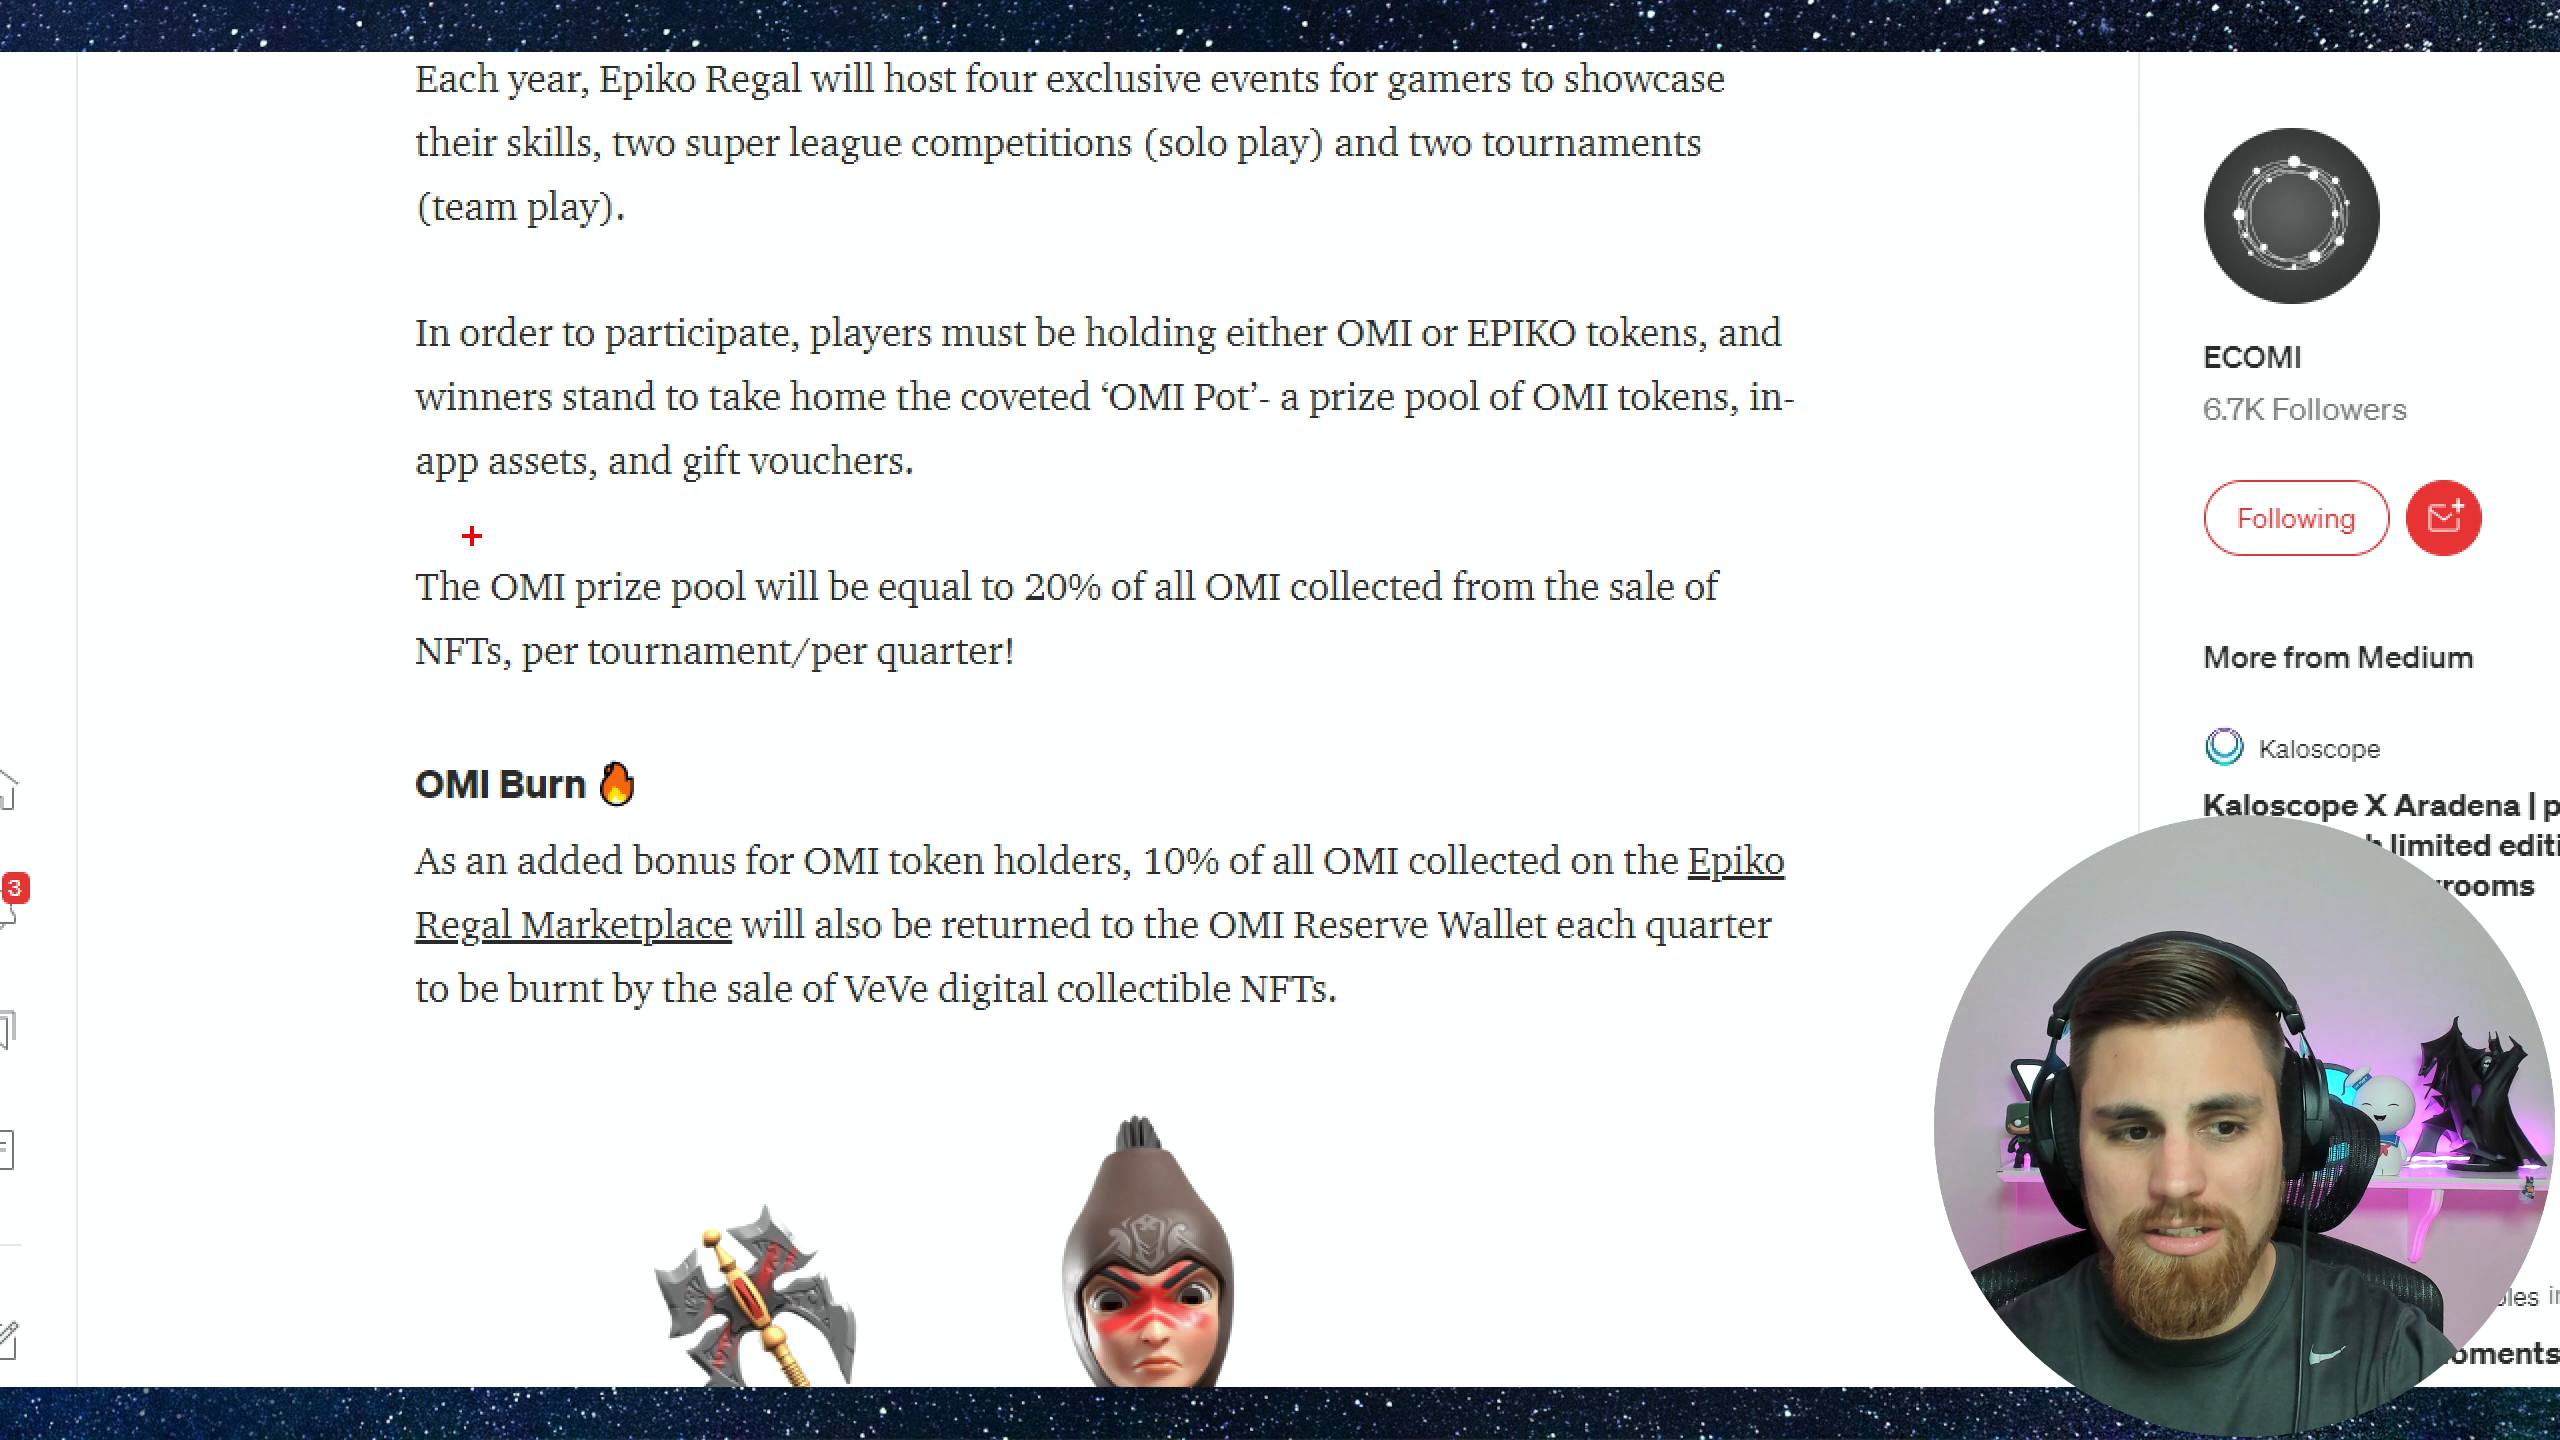 Each year, Epiko Regal will host four exclusive events for gamers to showcase
their skills, two super league competitions (solo play) and two tournaments
(team play).
In order to participate, players must be holding either OMI or EPIKO tokens, and
winners stand to take home the coveted ‘OMI Pot’- a prize pool of OMI tokens, in-
app assets, and gift vouchers.
The OMI prize pool will be equal to 20% of all OMI collected from the sale of
NFTs, per tournament/per quarter!
OMI Burn 🔥
As an added bonus for OMI token holders, 10% of all OMI collected on the Epiko
Regal Marketplace will also be returned to the OMI Reserve Wallet each quarter
to be burnt by the sale of VeVe digital collectible NFTs.
3
ECOMI
6.7K Followers
Following
More from Medium
Kaloscope
Kaloscope X Aradena |
limited